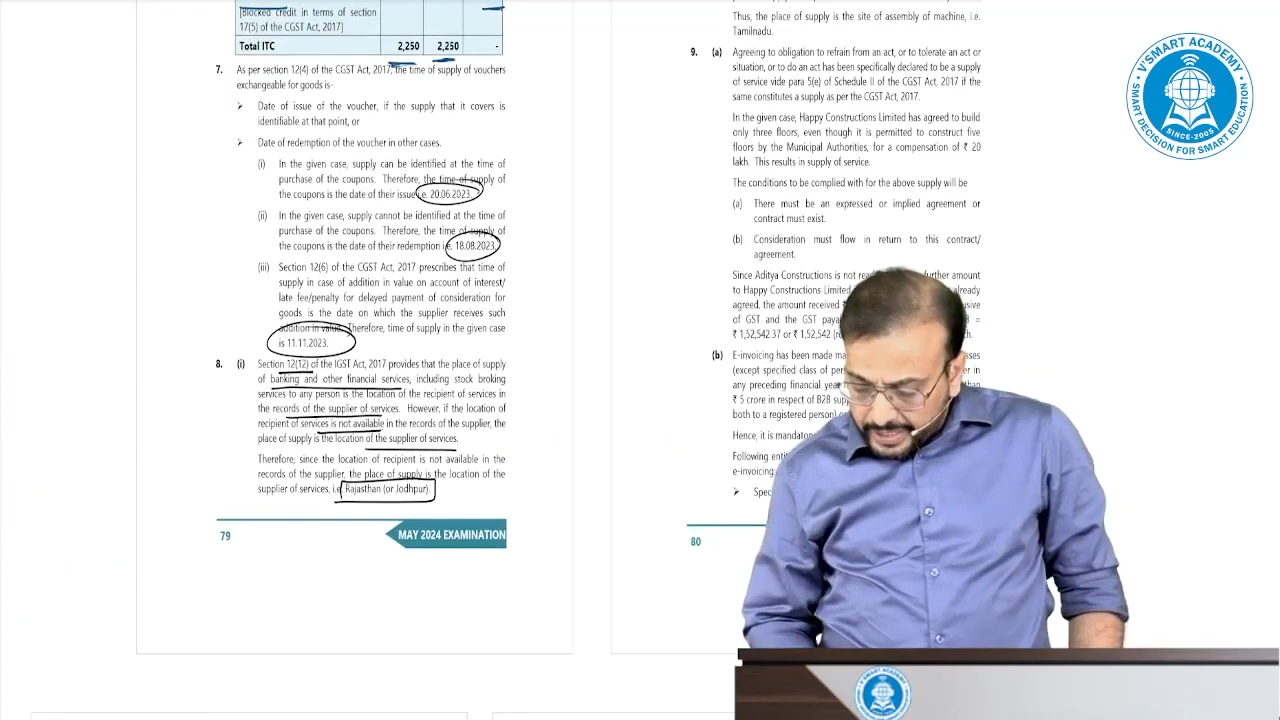 [Blocked credit in terms of section
17(5) of the CGST Act, 2017]
Total ITC 2,250 2,250 -
7. As per section 12(4) of the CGST Act, 2017, the time of supply of vouchers
exchangeable for goods is-
➢ Date of issue of the voucher, if the supply that it covers is
identifiable at that point, or
➢ Date of redemption of the voucher in other cases.
(i) In the given case, supply can be identified at the time of
purchase of the coupons. Therefore, the time of supply of
the coupons is the date of their issue i.e. 20.06.2023.
(ii) In the given case, supply cannot be identified at the time of
purchase of the coupons. Therefore, the time of supply of
the coupons is the date of their redemption i.e. 18.08.2023.
(iii) Section 12(6) of the CGST Act, 2017 prescribes that time of
supply in case of addition in value on account of interest/
late fee/penalty for delayed payment of consideration for
goods is the date on which the supplier receives such
addition in value. Therefore, time of supply in the given case
is 11.11.2023.
8. (i) Section 12(12) of the IGST Act, 2017 provides that the place of supply
of banking and other financial services, including stock broking
services to any person is the location of the recipient of services in
the records of the supplier of services. However, if the location of
recipient of services is not available in the records of the supplier, the
place of supply is the location of the supplier of services.
Therefore, since the location of recipient is not available in the
records of the supplier, the place of supply is the location of the
supplier of services, i.e. Rajasthan (or Jodhpur).
79 MAY 2024 EXAMINATION
Thus, the place of supply is the site of assembly of machine, i.e.
Tamilnadu.
9. (a) Agreeing to obligation to refrain from an act, or to tolerate an act or
situation, or to do an act has been specifically declared to be a supply
of service vide para 5(e) of Schedule II of the CGST Act, 2017 if the
same constitutes a supply as per the CGST Act, 2017.
In the given case, Happy Constructions Limited has agreed to build
only three floors, even though it is permitted to construct five
floors by the Municipal Authorities, for a compensation of ₹ 20
lakh. This results in supply of service.
The conditions to be complied with for the above supply will be
(a) There must be an expressed or implied agreement or
contract must exist.
(b) Consideration must flow in return to this contract/
agreement.
Since Aditya Constructions is not further amount
to Happy Constructions Limited already
agreed, the amount received
of GST and the GST =
₹ 1,52,542.37 or ₹ 1,52,542
(b) E-invoicing has been made
(except specified class of in
any preceding financial
₹ 5 crore in respect of B2B
both to a registered person)
Hence, it is
Following
e-invoicing:
➢
80
V'SMART ACADEMY
SINCE-2005
SMART DECISION FOR SMART EDUCATION